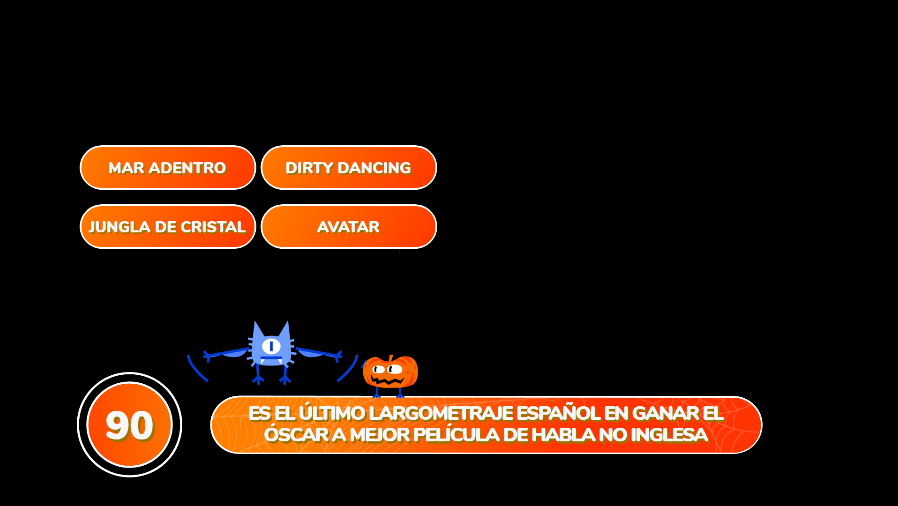 MAR ADENTRO
DIRTY DANCING
JUNGLA DE CRISTAL
AVATAR
90
ES EL ÚLTIMO LARGOMETRAJE ESPAÑOL EN GANAR EL
ÓSCAR A MEJOR PELÍCULA DE HABLA NO INGLESA